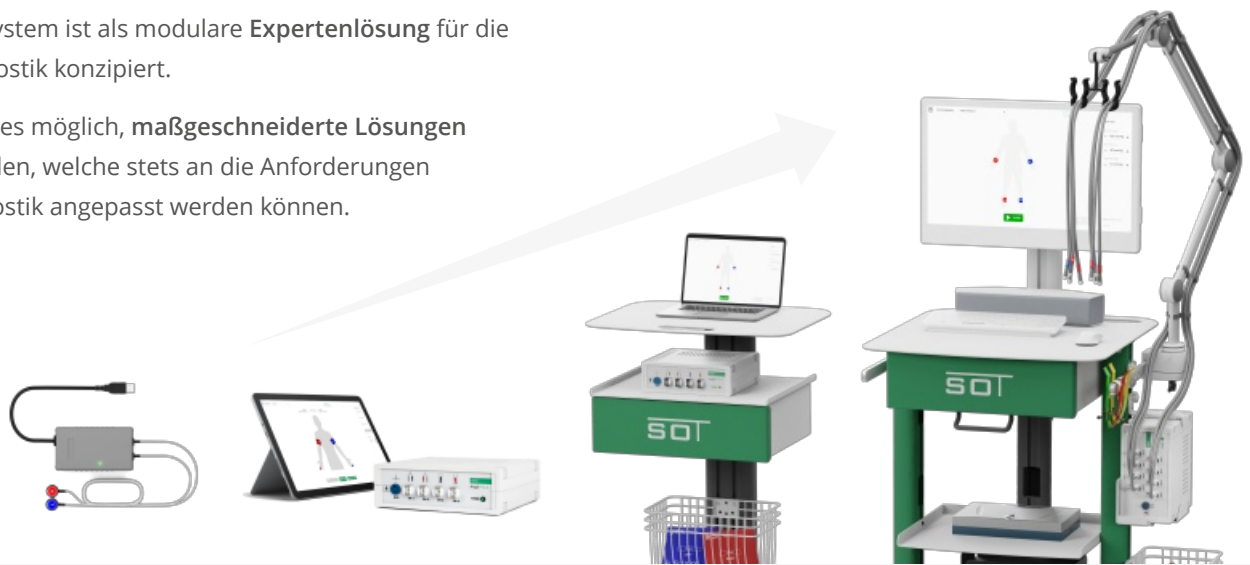 ystem ist als modulare Expertenlösung für die
ostik konzipiert.
es möglich, maßgeschneiderte Lösungen
len, welche stets an die Anforderungen
ostik angepasst werden können.
SOT
SOT